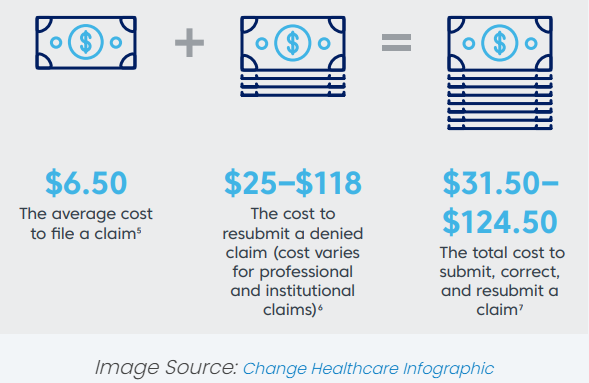 $
+
$
=
$
$6.50
The average cost
to file a claim⁵
$25–$118
The cost to
resubmit a denied
claim (cost varies
for professional
and institutional
claims)⁶
$31.50–
$124.50
The total cost to
submit, correct,
and resubmit a
claim⁷
Image Source: Change Healthcare Infographic